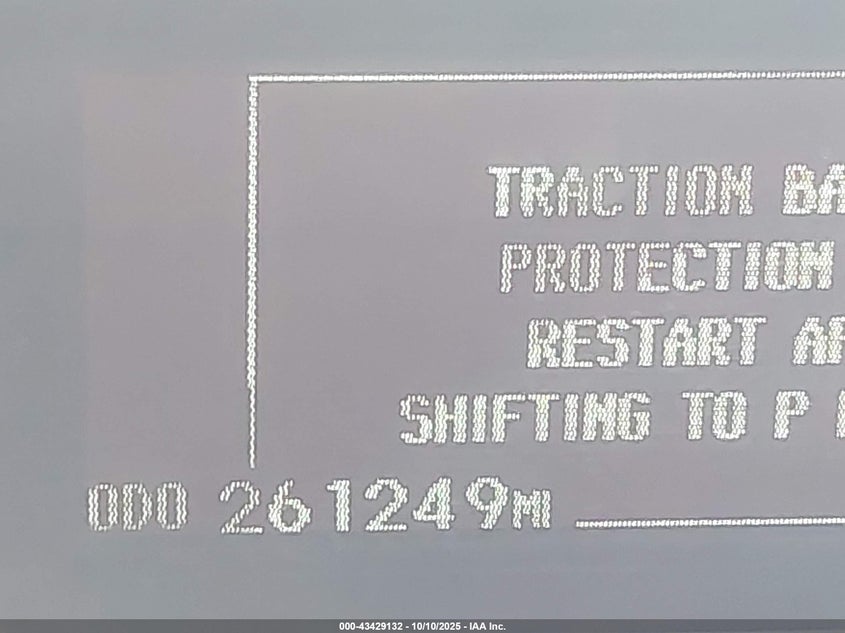 TRACTION BA
PROTECTION
RESTART AF
SHIFTING TO P
ODO 261249MI
000-43429132 - 10/10/2025 - IAA Inc.